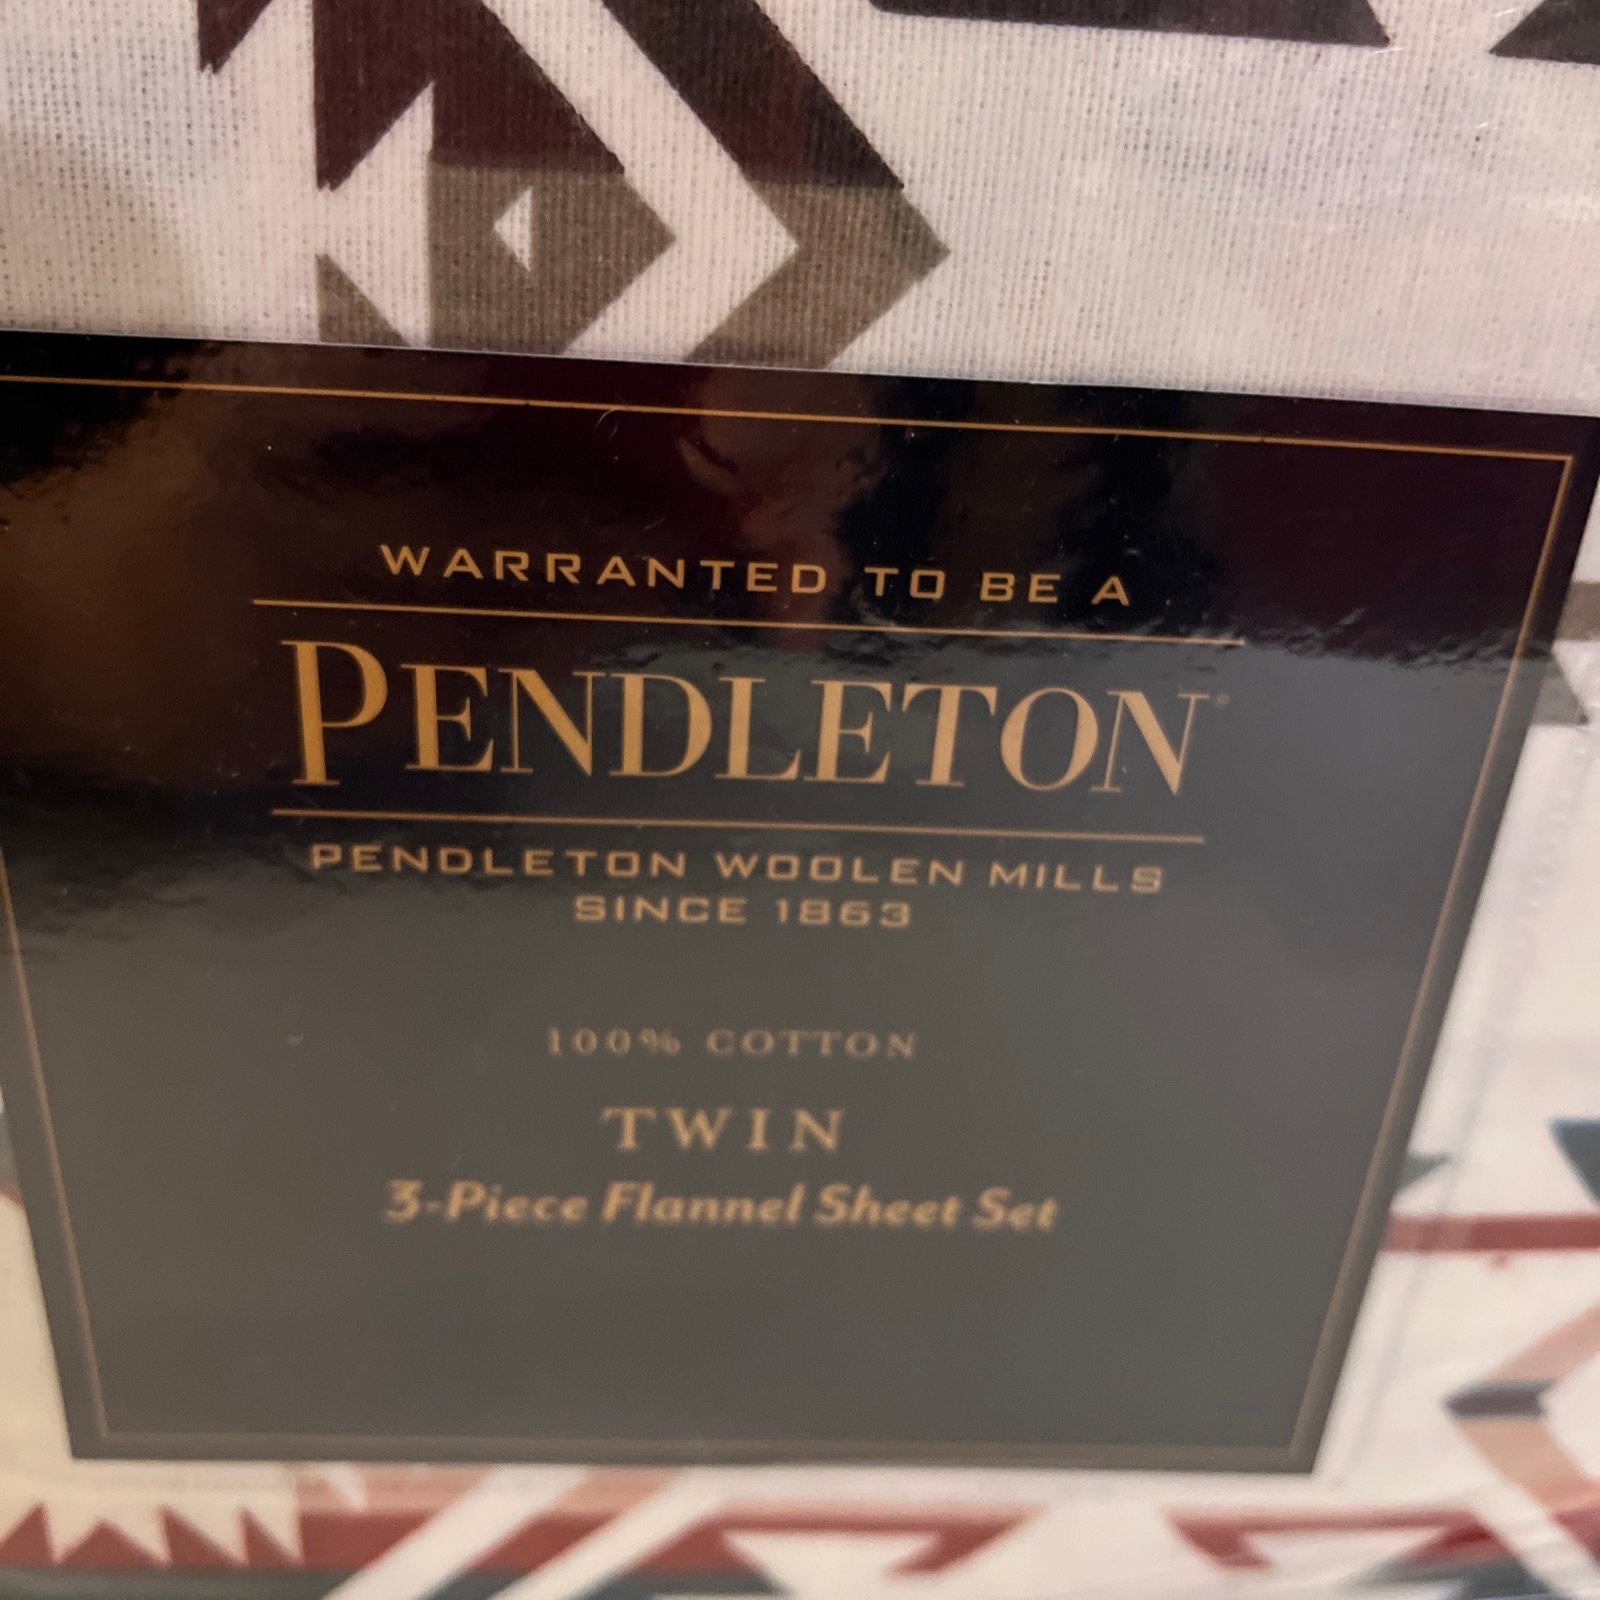 WARRANTED TO BE A
PENDLETON®
PENDLETON WOOLEN MILLS
SINCE 1863
100% COTTON
TWIN
3-Piece Flannel Sheet Set